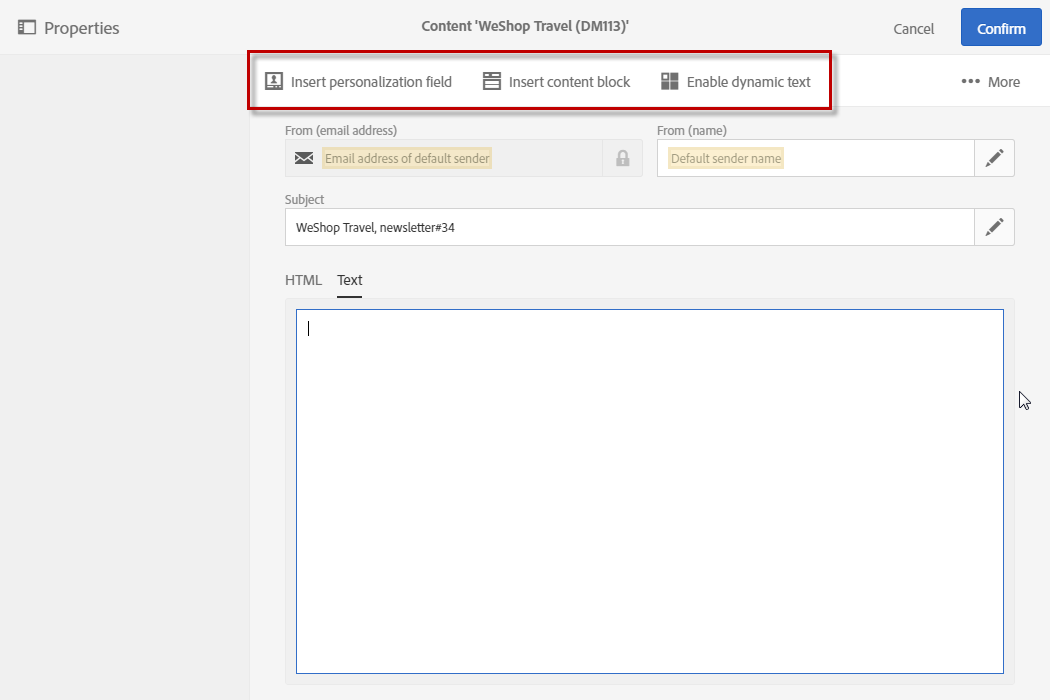 Properties
Content 'WeShop Travel (DM113)'
Cancel
Confirm
Insert personalization field
Insert content block
Enable dynamic text
More
From (email address)
From (name)
Email address of default sender
Default sender name
Subject
WeShop Travel, newsletter#34
HTML
Text